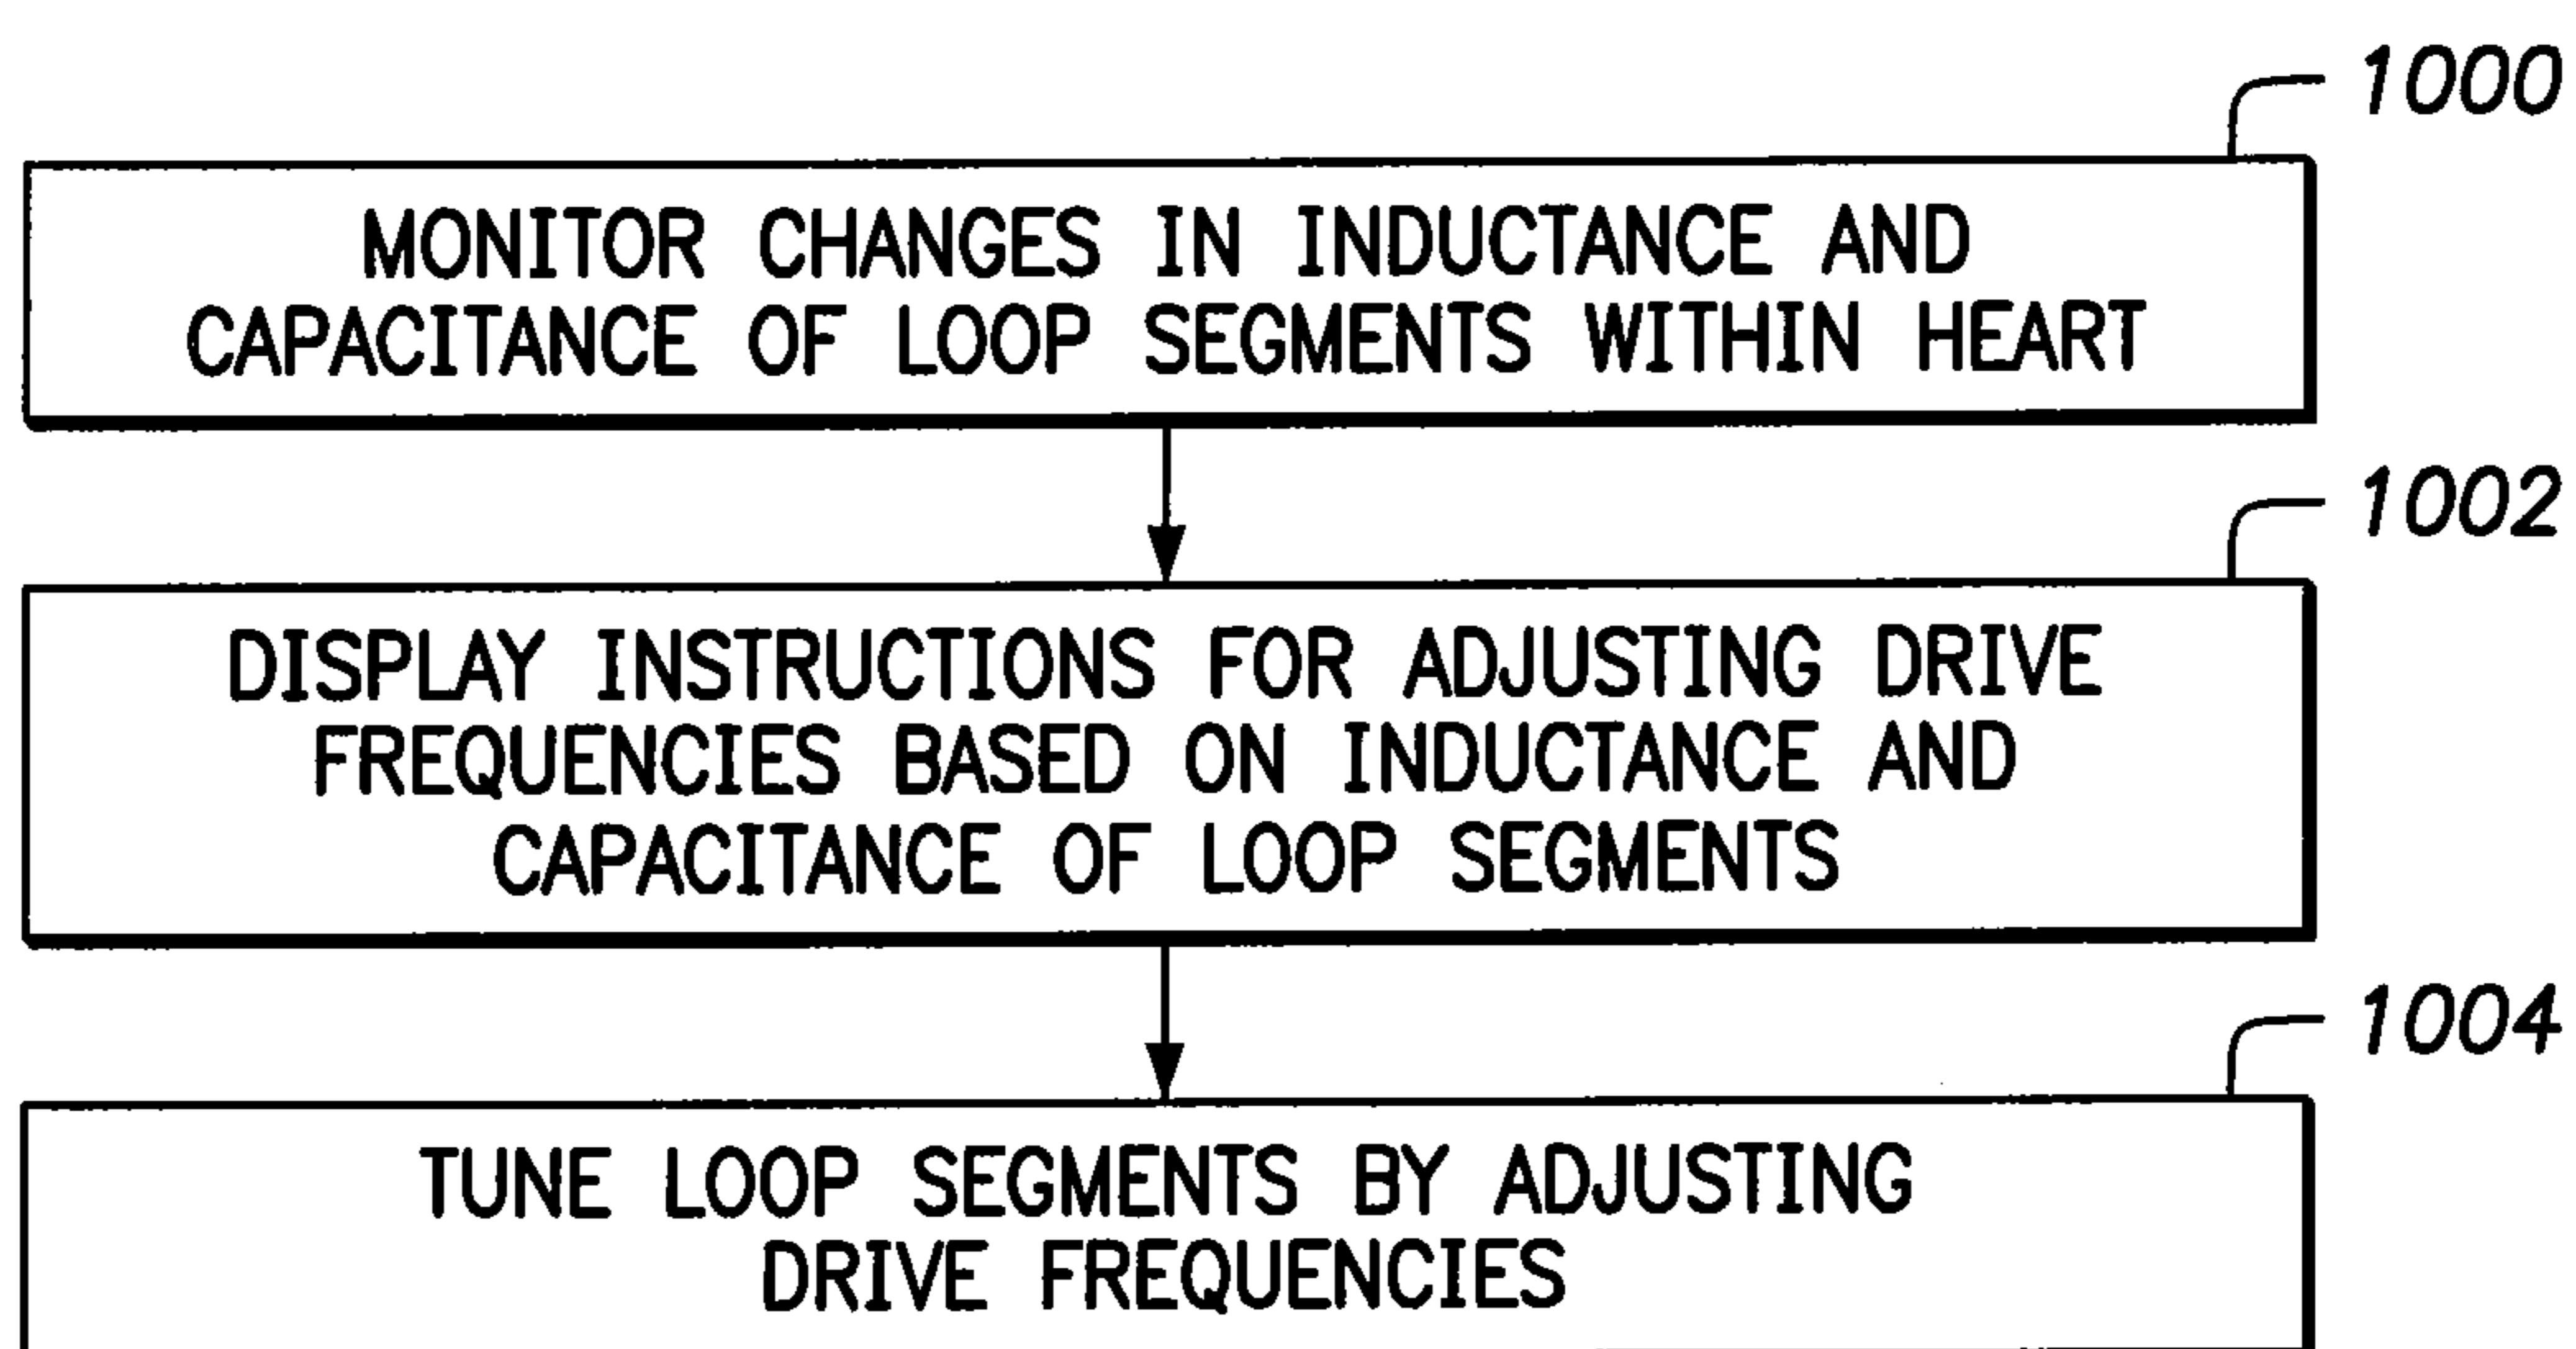 1000
MONITOR CHANGES IN INDUCTANCE AND
CAPACITANCE OF LOOP SEGMENTS WITHIN HEART
1002
DISPLAY INSTRUCTIONS FOR ADJUSTING DRIVE
FREQUENCIES BASED ON INDUCTANCE AND
CAPACITANCE OF LOOP SEGMENTS
1004
TUNE LOOP SEGMENTS BY ADJUSTING
DRIVE FREQUENCIES